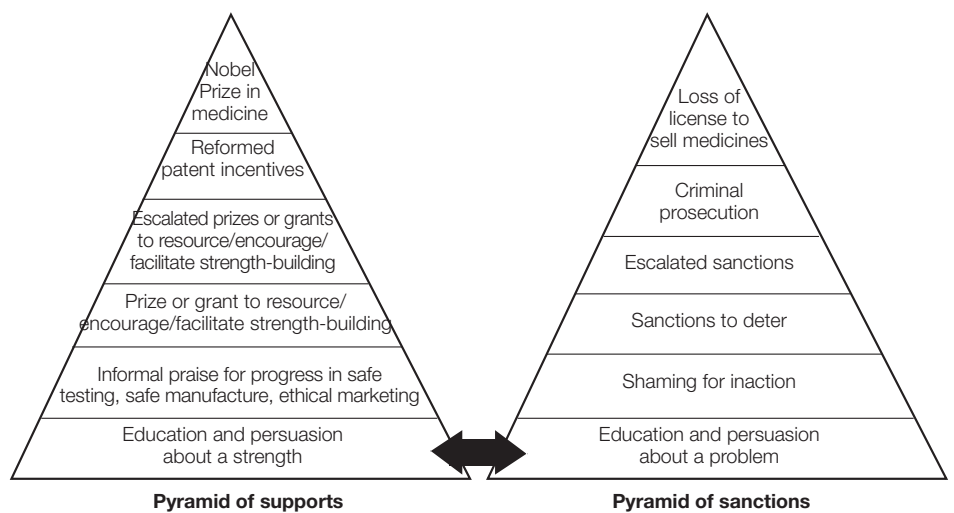 Nobel
Prize in
medicine
Reformed
patent incentives
Escalated prizes or grants
to resource/encourage/
facilitate strength-building
Prize or grant to resource/
encourage/facilitate strength-building
Informal praise for progress in safe
testing, safe manufacture, ethical marketing
Education and persuasion
about a strength
Pyramid of supports
Loss of
license to
sell medicines
Criminal
prosecution
Escalated sanctions
Sanctions to deter
Shaming for inaction
Education and persuasion
about a problem
Pyramid of sanctions